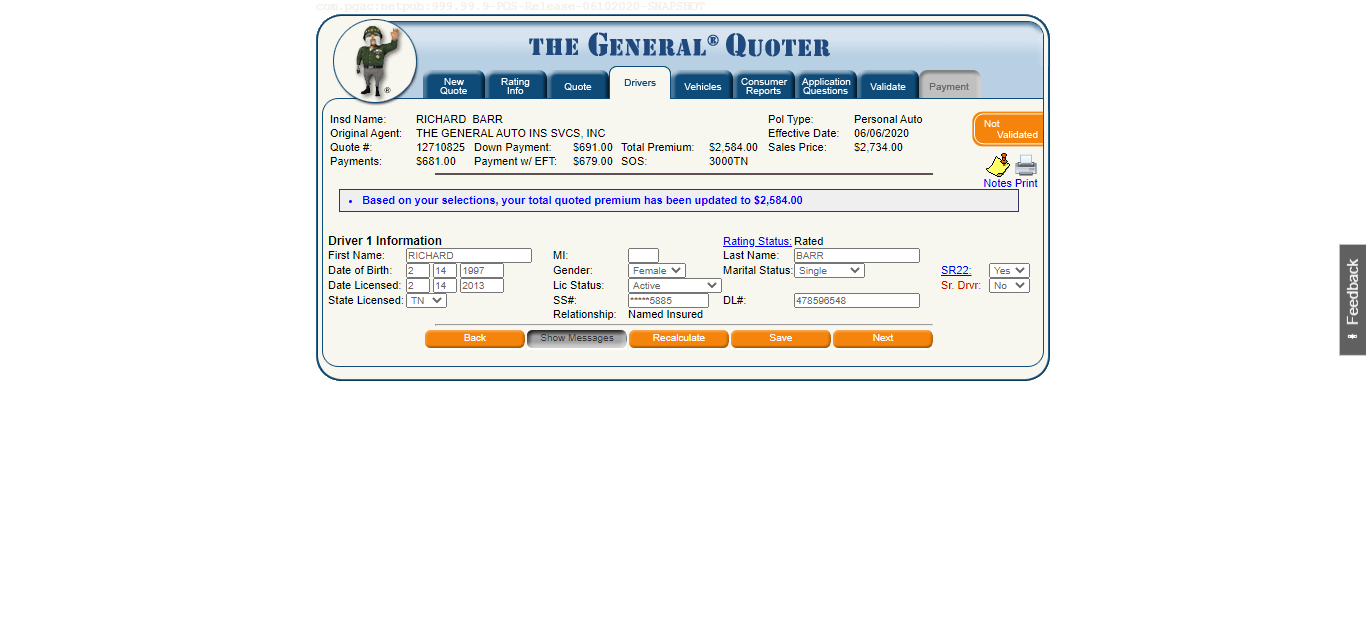 com.pgac:netpub:999.99.9-POS-Release-06102020-SNAPSHOT
THE GENERAL® QUOTER
New Quote
Rating Info
Quote
Drivers
Vehicles
Consumer Reports
Application Questions
Validate
Payment
®
Insd Name: RICHARD BARR Pol Type: Personal Auto
Original Agent: THE GENERAL AUTO INS SVCS, INC Effective Date: 06/06/2020
Quote #: 12710825 Down Payment: $691.00 Total Premium: $2,584.00 Sales Price: $2,734.00
Payments: $681.00 Payment w/ EFT: $679.00 SOS: 3000TN
Not Validated
Notes Print
• Based on your selections, your total quoted premium has been updated to $2,584.00
Driver 1 Information Rating Status: Rated
First Name: RICHARD MI: Last Name: BARR
Date of Birth: 2 14 1997 Gender: Female Marital Status: Single SR22: Yes
Date Licensed: 2 14 2013 Lic Status: Active Sr. Drvr: No
State Licensed: TN SS#: *****5885 DL#: 478596548
Relationship: Named Insured
Back Show Messages Recalculate Save Next
Feedback